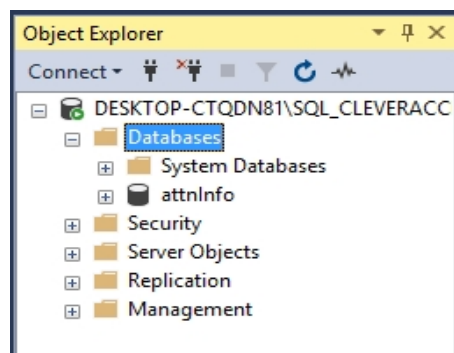 Object Explorer
Connect
DESKTOP-CTQDN81\SQL_CLEVERACC
Databases
System Databases
attnInfo
Security
Server Objects
Replication
Management